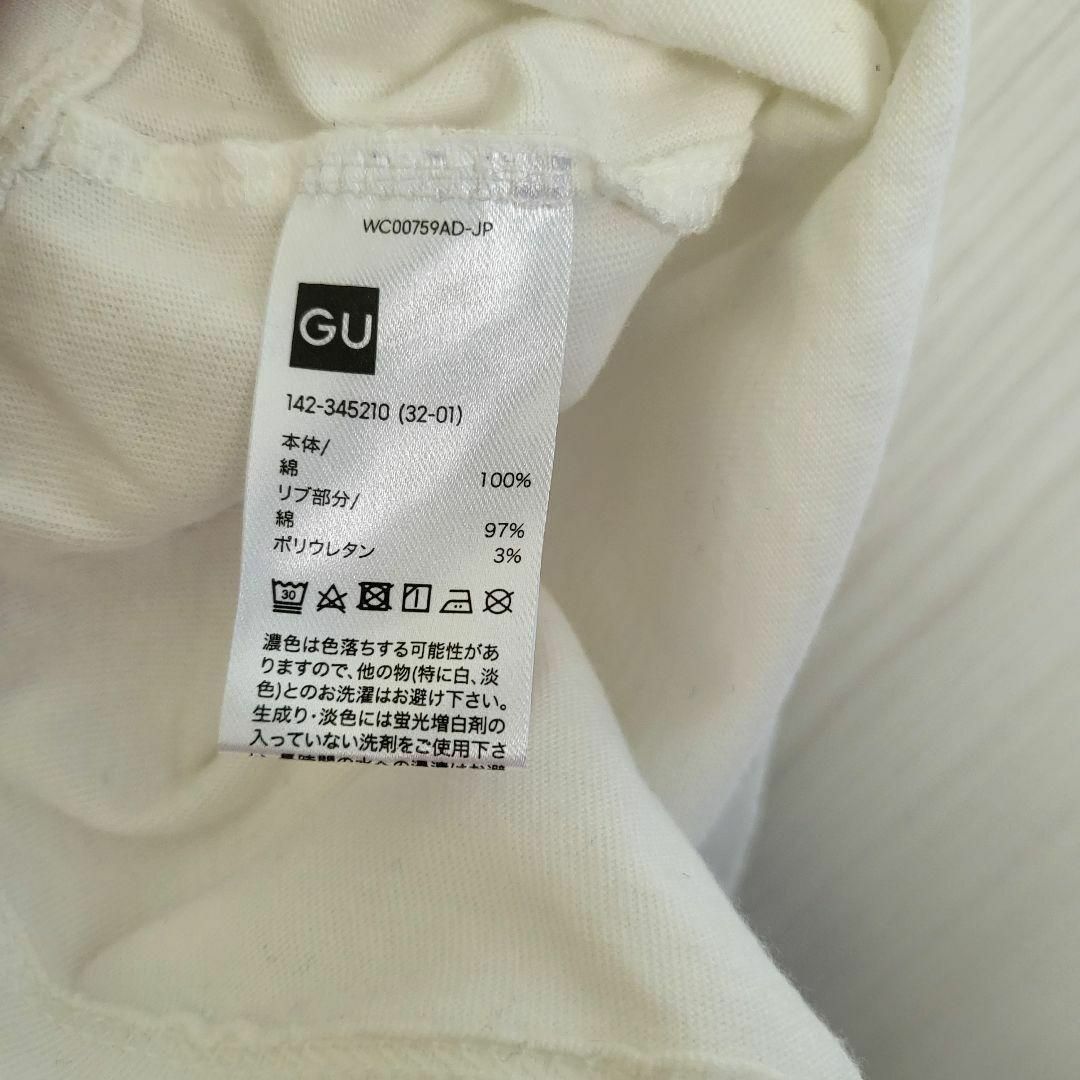 WC00759AD-JP
GU
142-345210 (32-01)
本体/
綿 100%
リブ部分/
綿 97%
ポリウレタン 3%
30
濃色は色落ちする可能性があ
りますので、他の物(特に白、淡
色)とのお洗濯はお避け下さい。
生成り・淡色には蛍光増白剤の
入っていない洗剤をご使用下さ